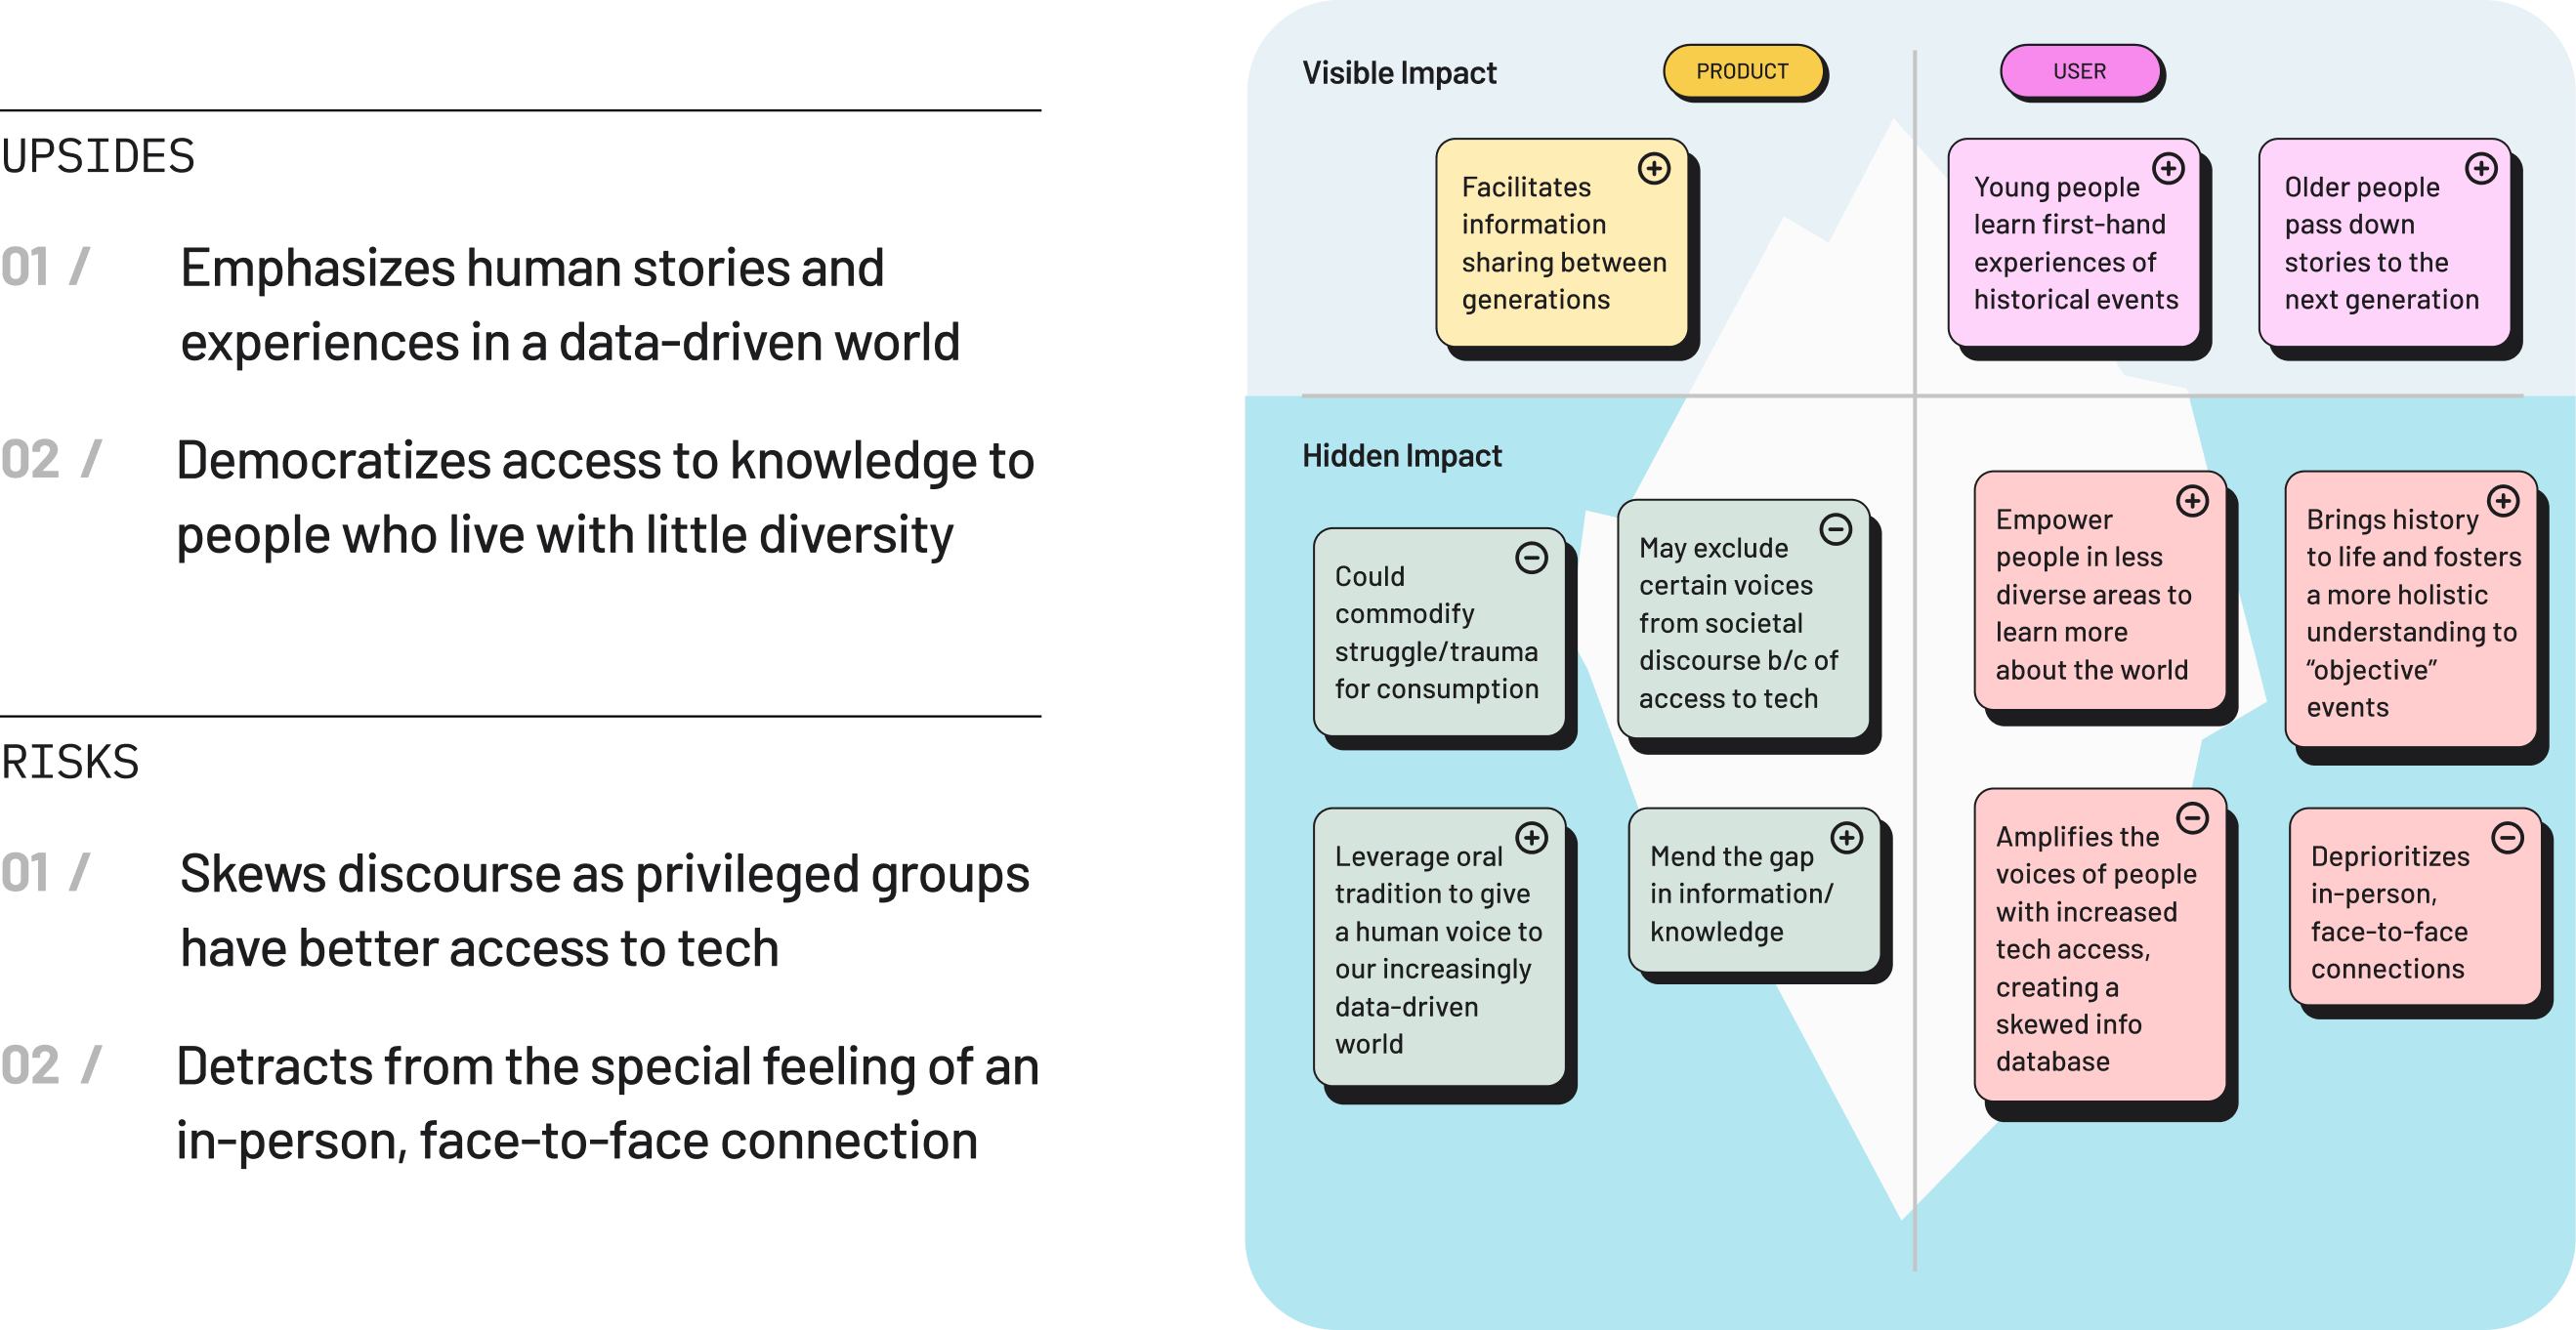 UPSIDES
01 /
Emphasizes human stories and
experiences in a data-driven world
02 /
Democratizes access to knowledge to
people who live with little diversity
RISKS
01 /
Skews discourse as privileged groups
have better access to tech
02 /
Detracts from the special feeling of an
in-person, face-to-face connection
Visible Impact
PRODUCT
USER
Facilitates
information
sharing between
generations
Young people
learn first-hand
experiences of
historical events
Older people
pass down
stories to the
next generation
Hidden Impact
Could
commodify
struggle/trauma
for consumption
May exclude
certain voices
from societal
discourse b/c of
access to tech
Empower
people in less
diverse areas to
learn more
about the world
Brings history
to life and fosters
a more holistic
understanding to
“objective”
events
Leverage oral
tradition to give
a human voice to
our increasingly
data-driven
world
Mend the gap
in information/
knowledge
Amplifies the
voices of people
with increased
tech access,
creating a
skewed info
database
Deprioritizes
in-person,
face-to-face
connections